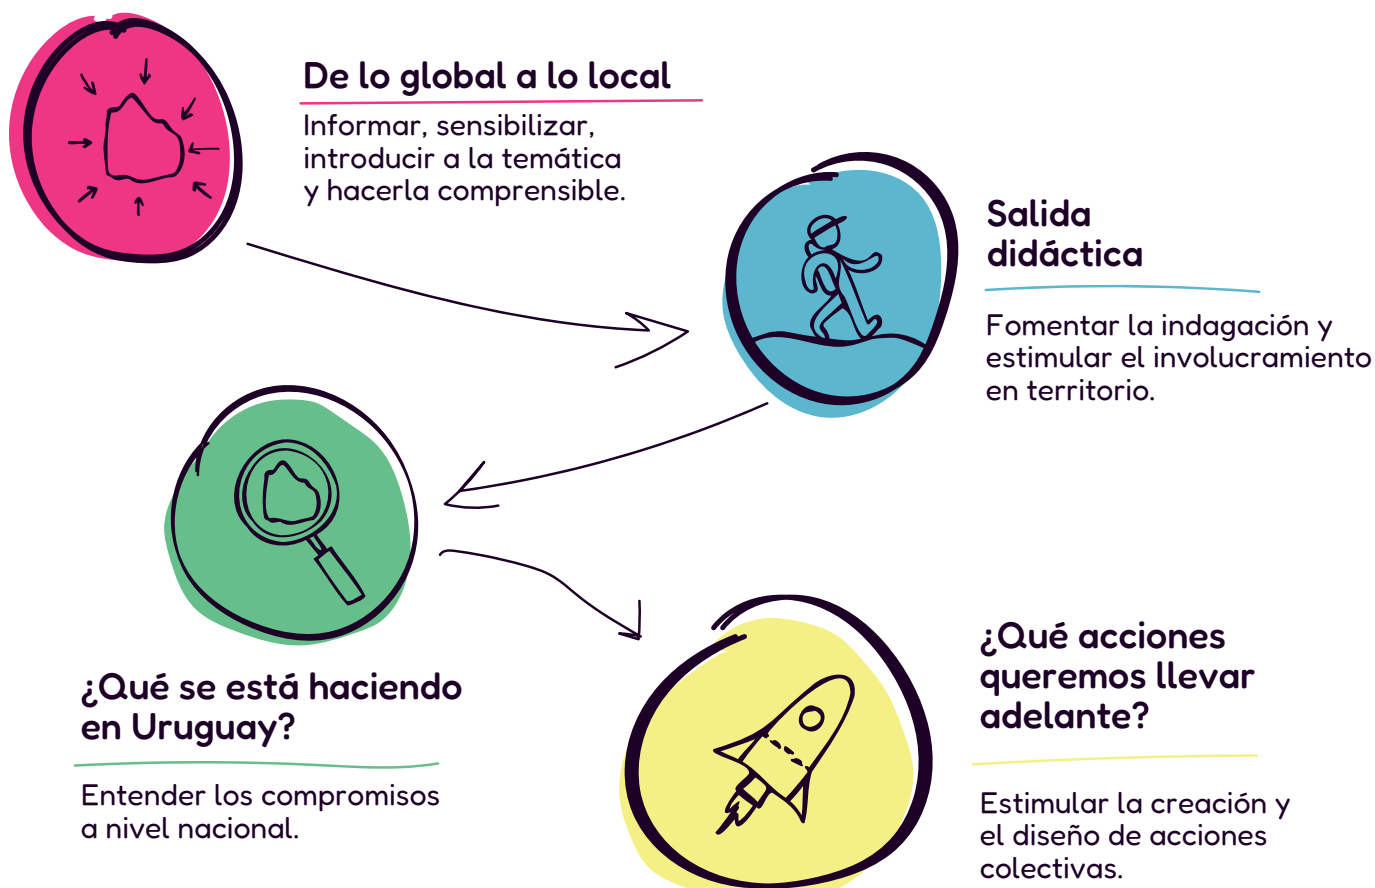 De lo global a lo local
Informar, sensibilizar,
introducir a la temática
y hacerla comprensible.
Salida
didáctica
Fomentar la indagación y
estimular el involucramiento
en territorio.
¿Qué se está haciendo
en Uruguay?
Entender los compromisos
a nivel nacional.
¿Qué acciones
queremos llevar
adelante?
Estimular la creación y
el diseño de acciones
colectivas.